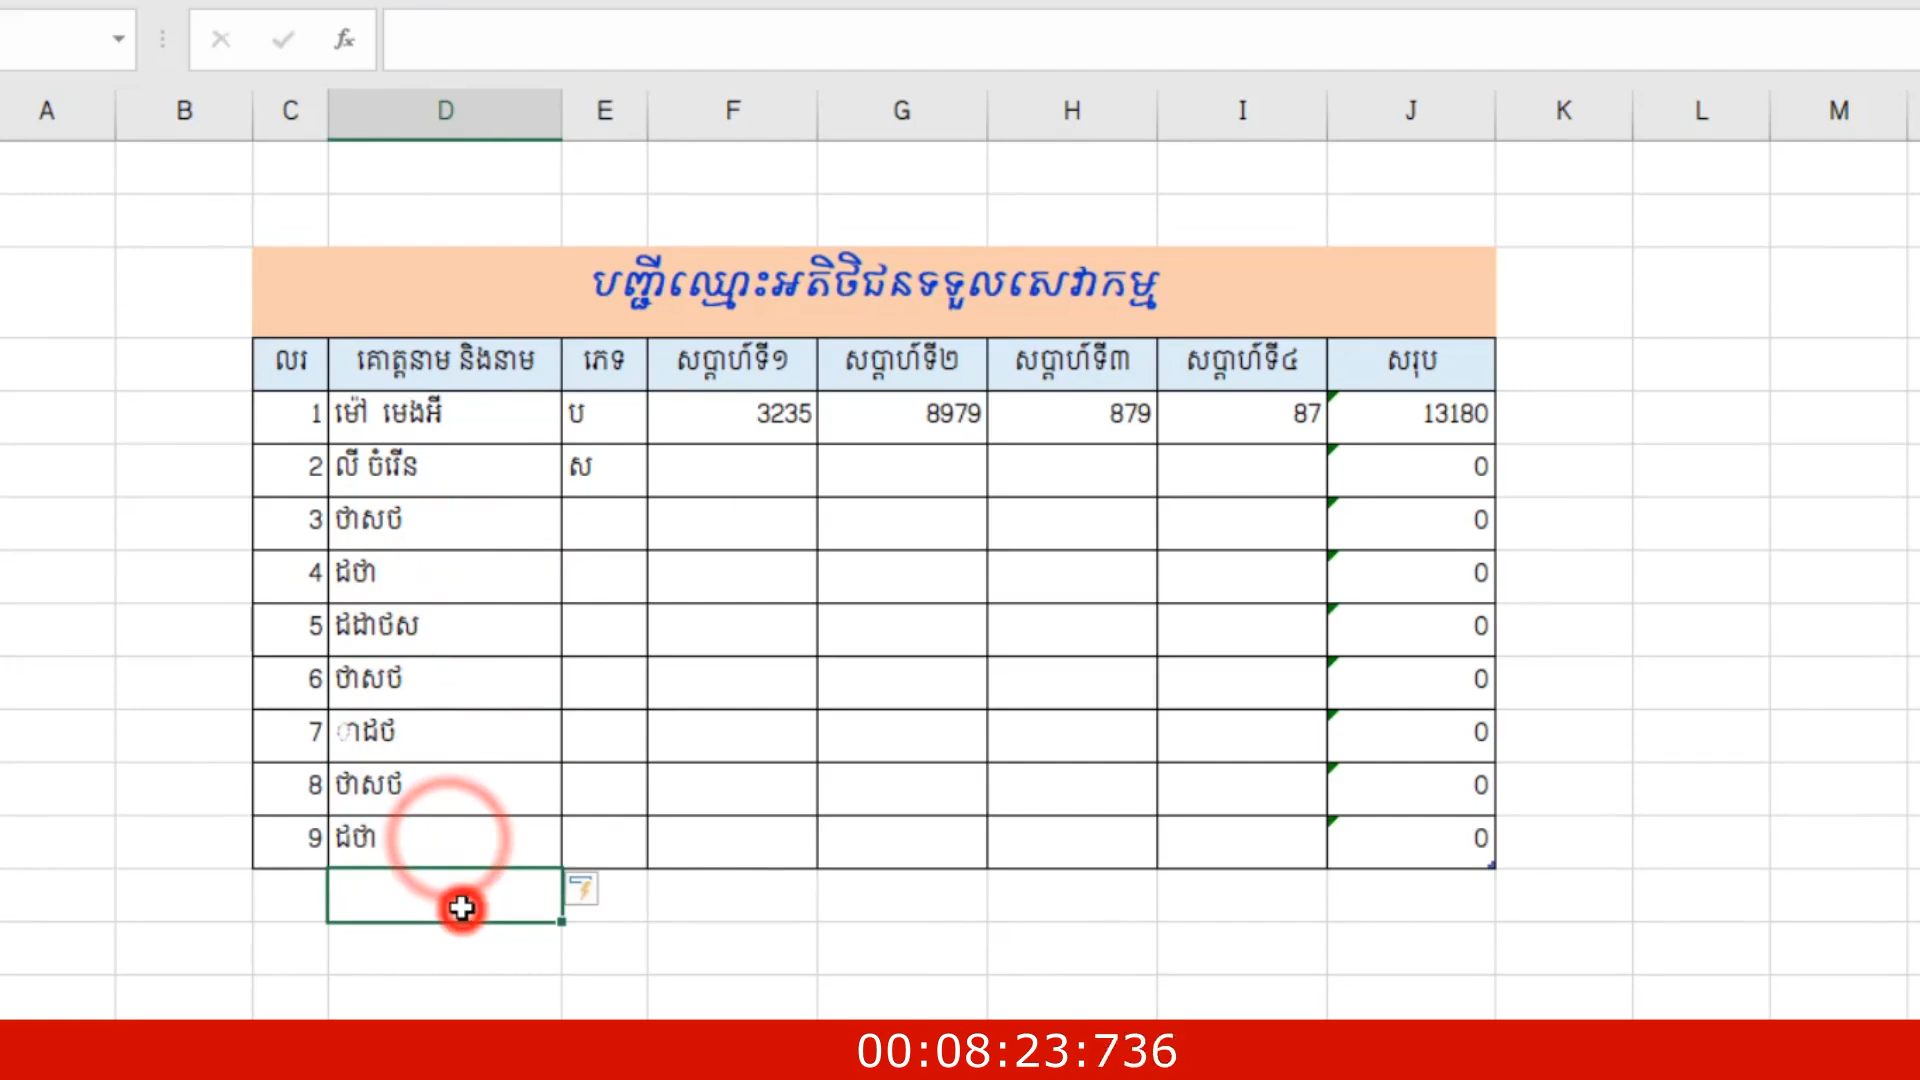 fx
A B C D E F G H I J K L M
បញ្ជីឈ្មោះអតិថិជនទទួលសេវាកម្ម
លរ គោត្តនាម និងនាម ភេទ សប្តាហ៍ទី១ សប្តាហ៍ទី២ សប្តាហ៍ទី៣ សប្តាហ៍ទី៤ សរុប
1 ម៉ៅ មេងអី ប 3235 8979 879 87 13180
2 លី ចំរើន ស 0
3 ថាសថ 0
4 ដថា 0
5 ដដាថស 0
6 ថាសថ 0
7 ាដថ 0
8 ថាសថ 0
9 ដថា 0
00:08:23:736